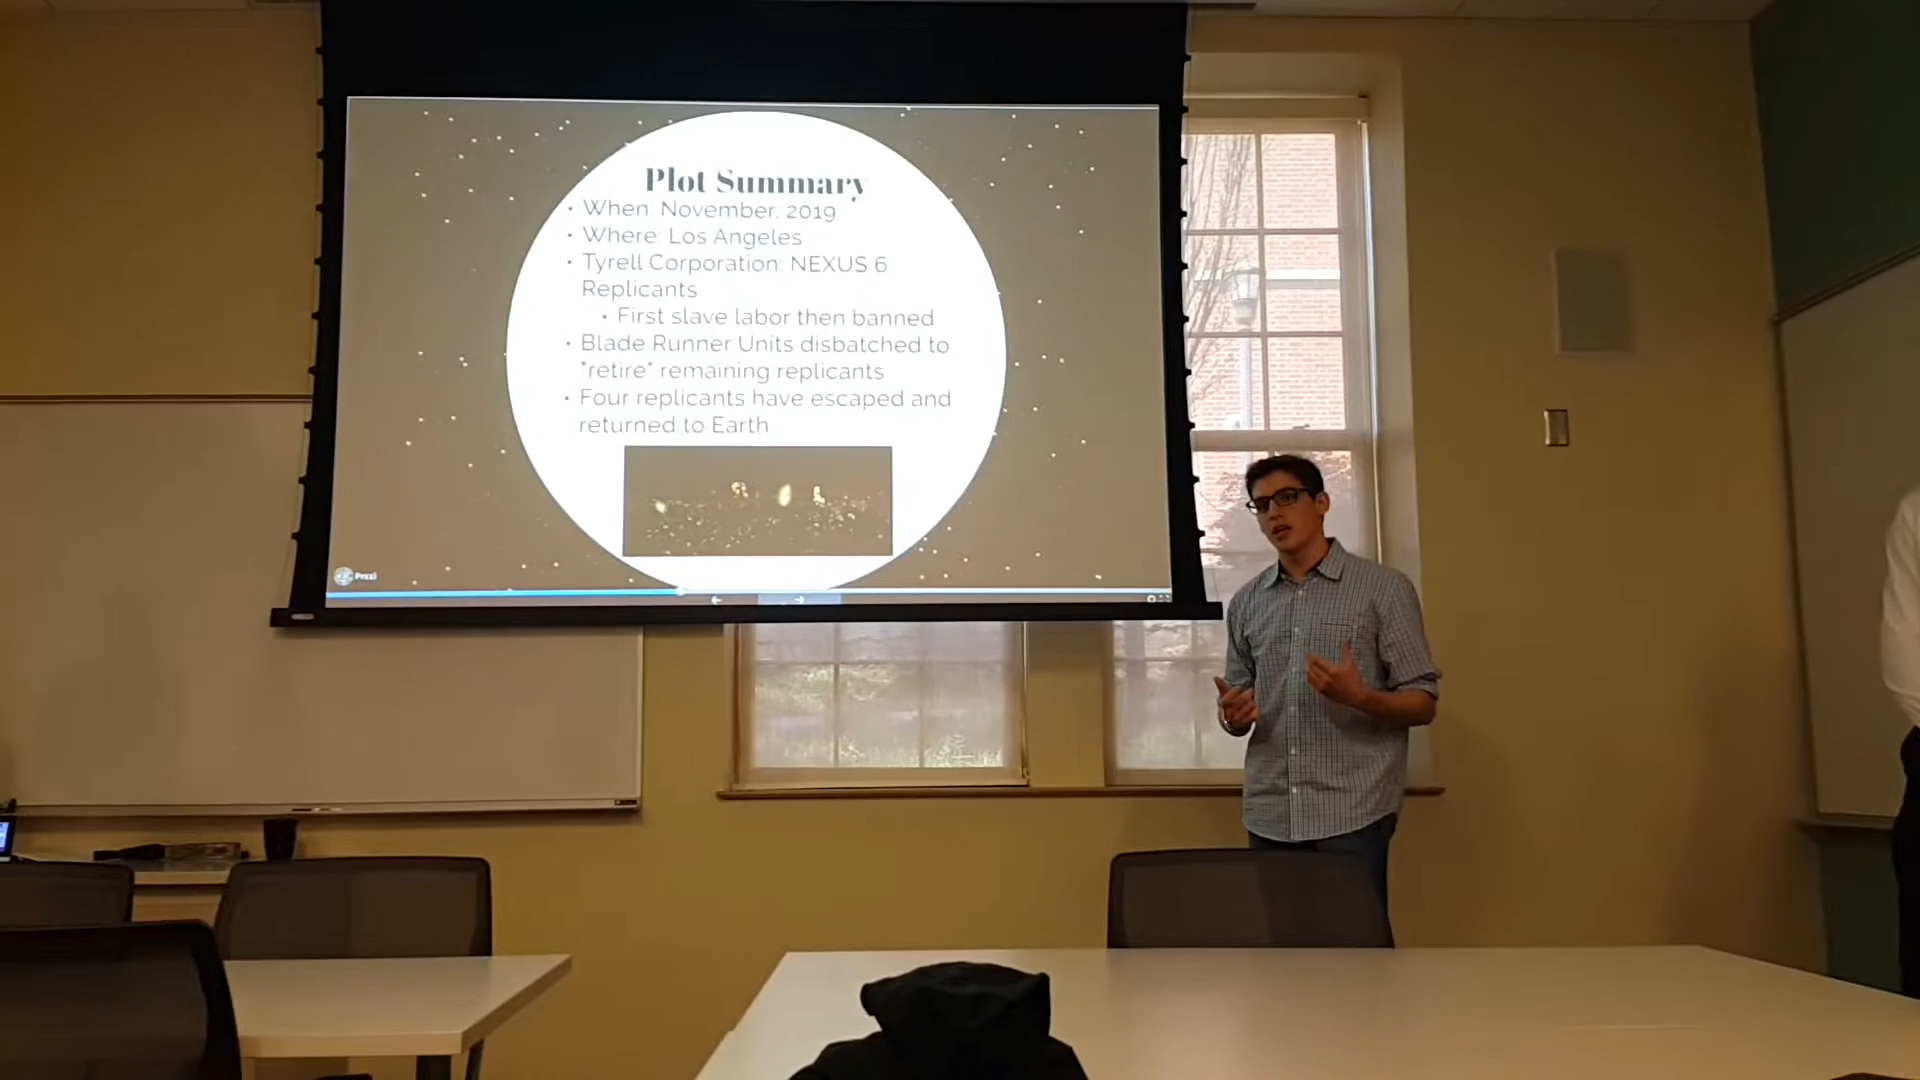 Plot Summary
• When: November, 2019
• Where: Los Angeles
• Tyrell Corporation: NEXUS 6
Replicants
• First slave labor then banned
• Blade Runner Units disbatched to
"retire" remaining replicants
• Four replicants have escaped and
returned to Earth
Prezi